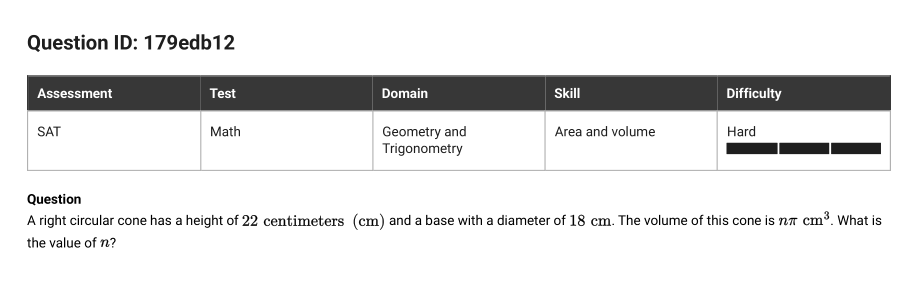 Question ID: 179edb12
Assessment Test Domain Skill Difficulty
SAT Math Geometry and Area and volume Hard
Trigonometry
Question
A right circular cone has a height of 22 centimeters (cm) and a base with a diameter of 18 cm. The volume of this cone is nπ cm³. What is
the value of n?